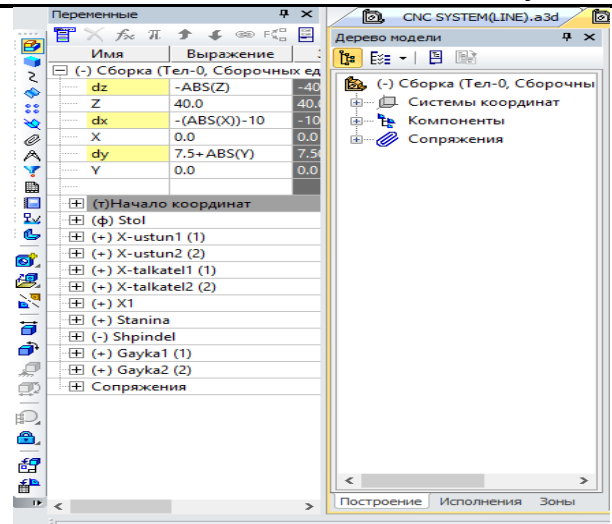 Переменные
CNC SYSTEM(LINE).a3d
Дерево модели
Имя Выражение
(-) Сборка (Тел-0, Сборочных ед
dz -ABS(Z) -40
Z 40.0 40.
dx -(ABS(X))-10 -10
X 0.0 0.0
dy 7.5+ABS(Y) 7.5
Y 0.0 0.0
(т)Начало координат
(ф) Stol
(+) X-ustun1 (1)
(+) X-ustun2 (2)
(+) X-talkatel1 (1)
(+) X-talkatel2 (2)
(+) X1
(+) Stanina
(-) Shpindel
(+) Gayka1 (1)
(+) Gayka2 (2)
Сопряжения
(-) Сборка (Тел-0, Сборочны
Системы координат
Компоненты
Сопряжения
Построение Исполнения Зоны